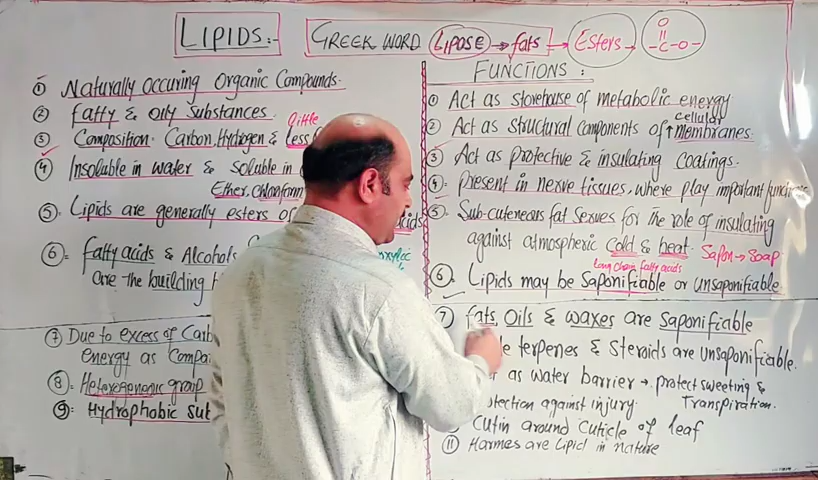 LIPIDS:-
GREEK WORD LIPOSE → fats → Esters →
O
-C-O-
① Naturally occuring Organic Compounds.
② fatty & oily Substances.
little
③ Composition: Carbon, Hydrogen & less
④ Insoluble in water & soluble in
Ether, Chloroform
⑤ Lipids are generally esters of
⑥ fatty acids & Alcohols
are the building
⑦ Due to excess of Carb
energy as Compa
⑧ Heterogeneous group
⑨ Hydrophobic Sub
FUNCTIONS :
① Act as storehouse of metabolic energy
cellular
② Act as Structural components of ↑ membranes.
③ Act as protective & insulating coatings.
④ Present in nerve tissues, where play important
⑤ Sub-cuteneous fat serves for the role of insulating
against atmospheric Cold & heat. Sapon → Soap
Long chain fatty acids
⑥ Lipids may be Saponifiable or unsaponifiable
⑦ fats, Oils & waxes are Saponifiable
terpenes & Steroids are unsaponifiable.
as water barrier → protect sweeting &
against injury. Transpiration.
Cutin around Cuticle of leaf
⑪ Harmes are Lipid in nature